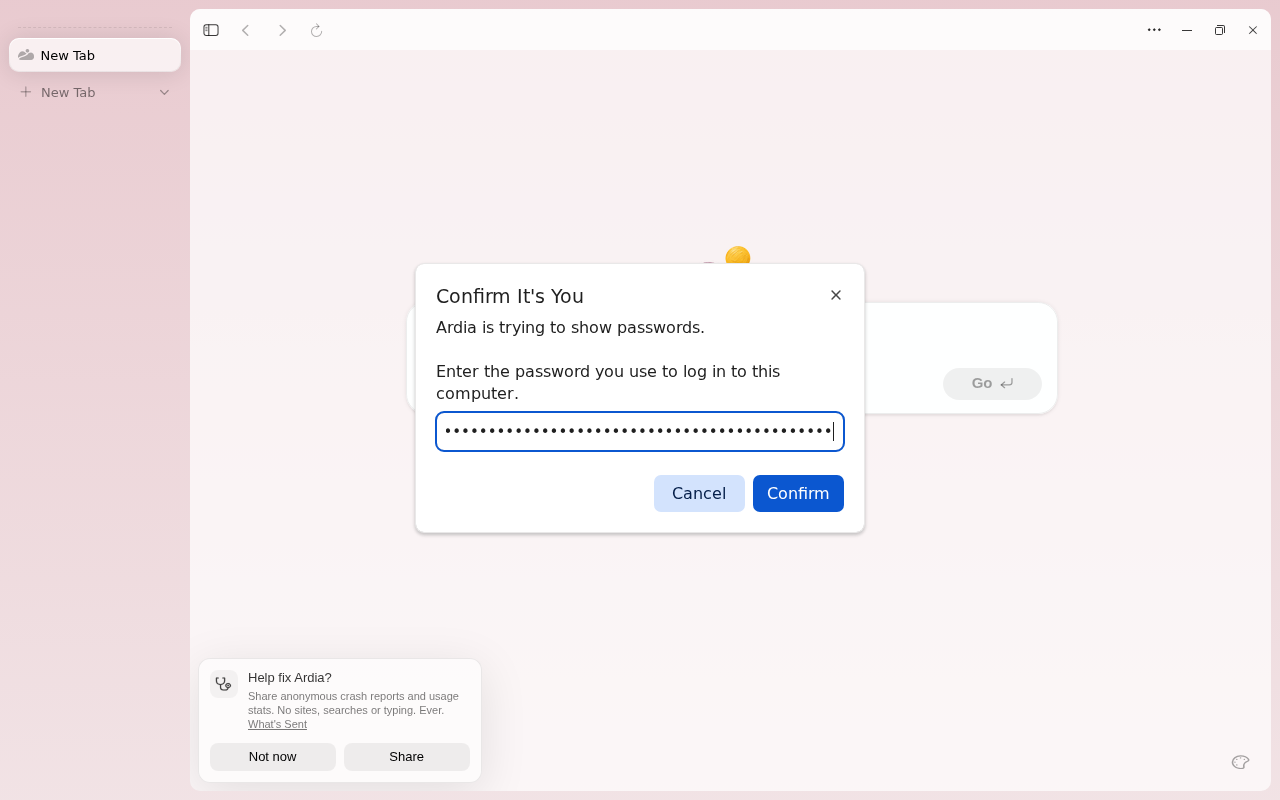 New Tab
New Tab
Confirm It's You
Ardia is trying to show passwords.
Enter the password you use to log in to this
computer.
Go
Cancel
Confirm
Help fix Ardia?
Share anonymous crash reports and usage
stats. No sites, searches or typing. Ever.
What's Sent
Not now
Share